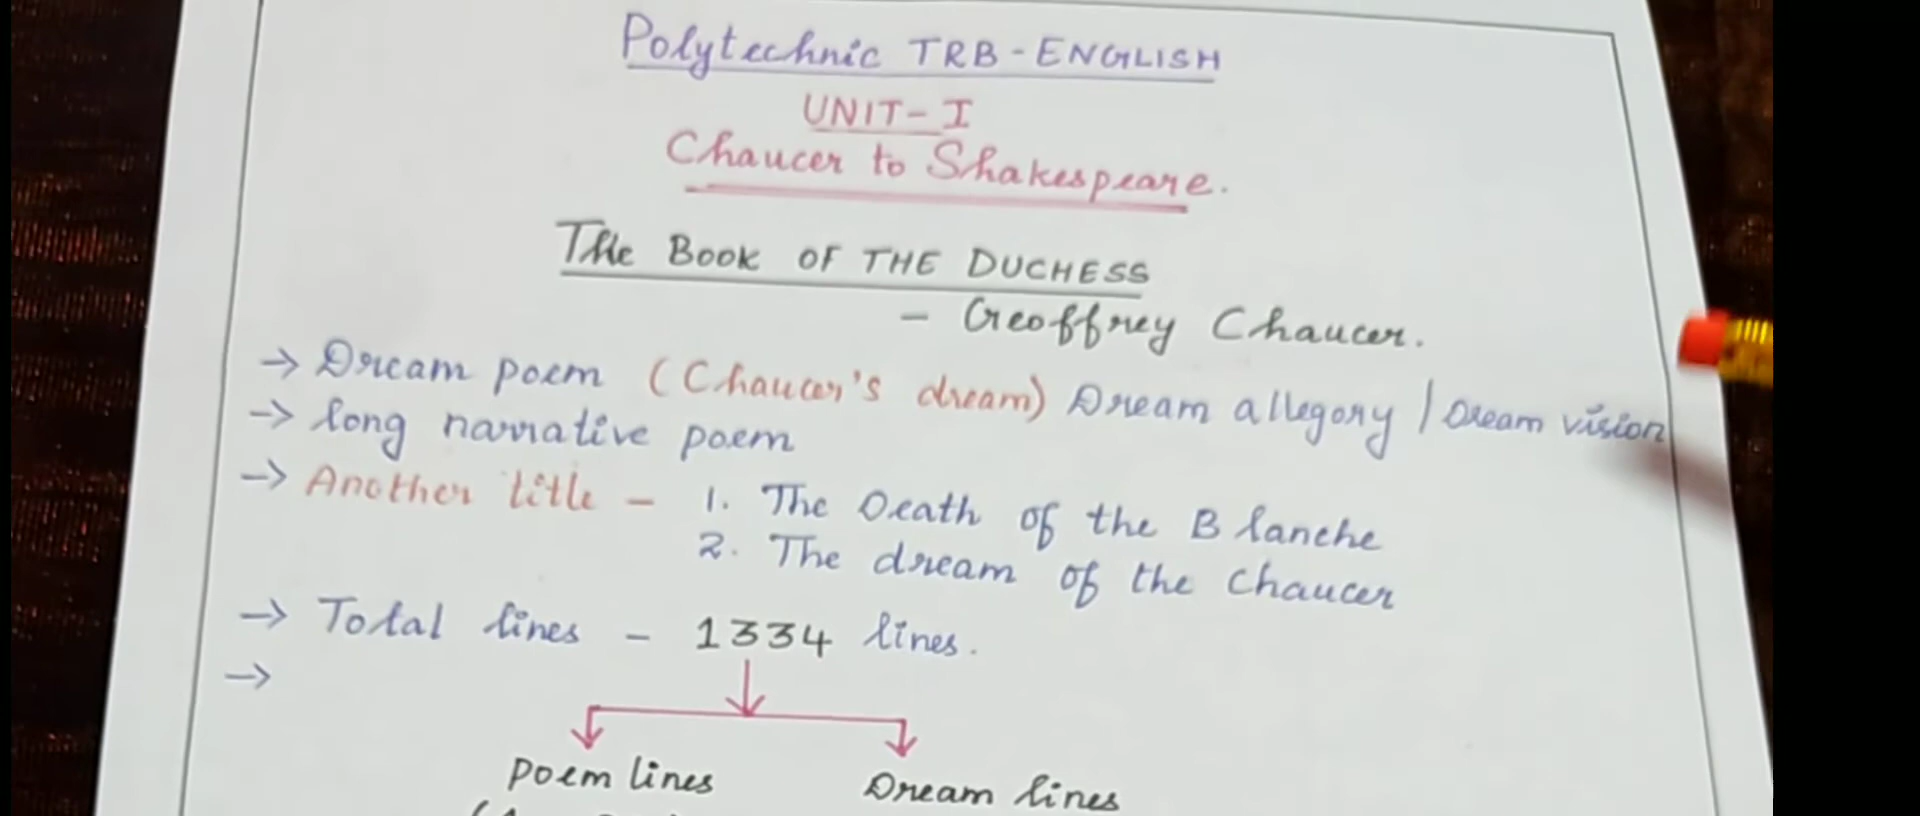 Polytechnic TRB - ENGLISH
UNIT - I
Chaucer to Shakespeare.
The Book OF THE DUCHESS
- Geoffrey Chaucer.
→ Dream poem (Chaucer's dream) Dream allegory / Dream vision
→ long narrative poem
→ Another title - 1. The Death of the Blanche
2. The dream of the Chaucer
→ Total lines - 1334 lines.
→
Poem lines Dream lines